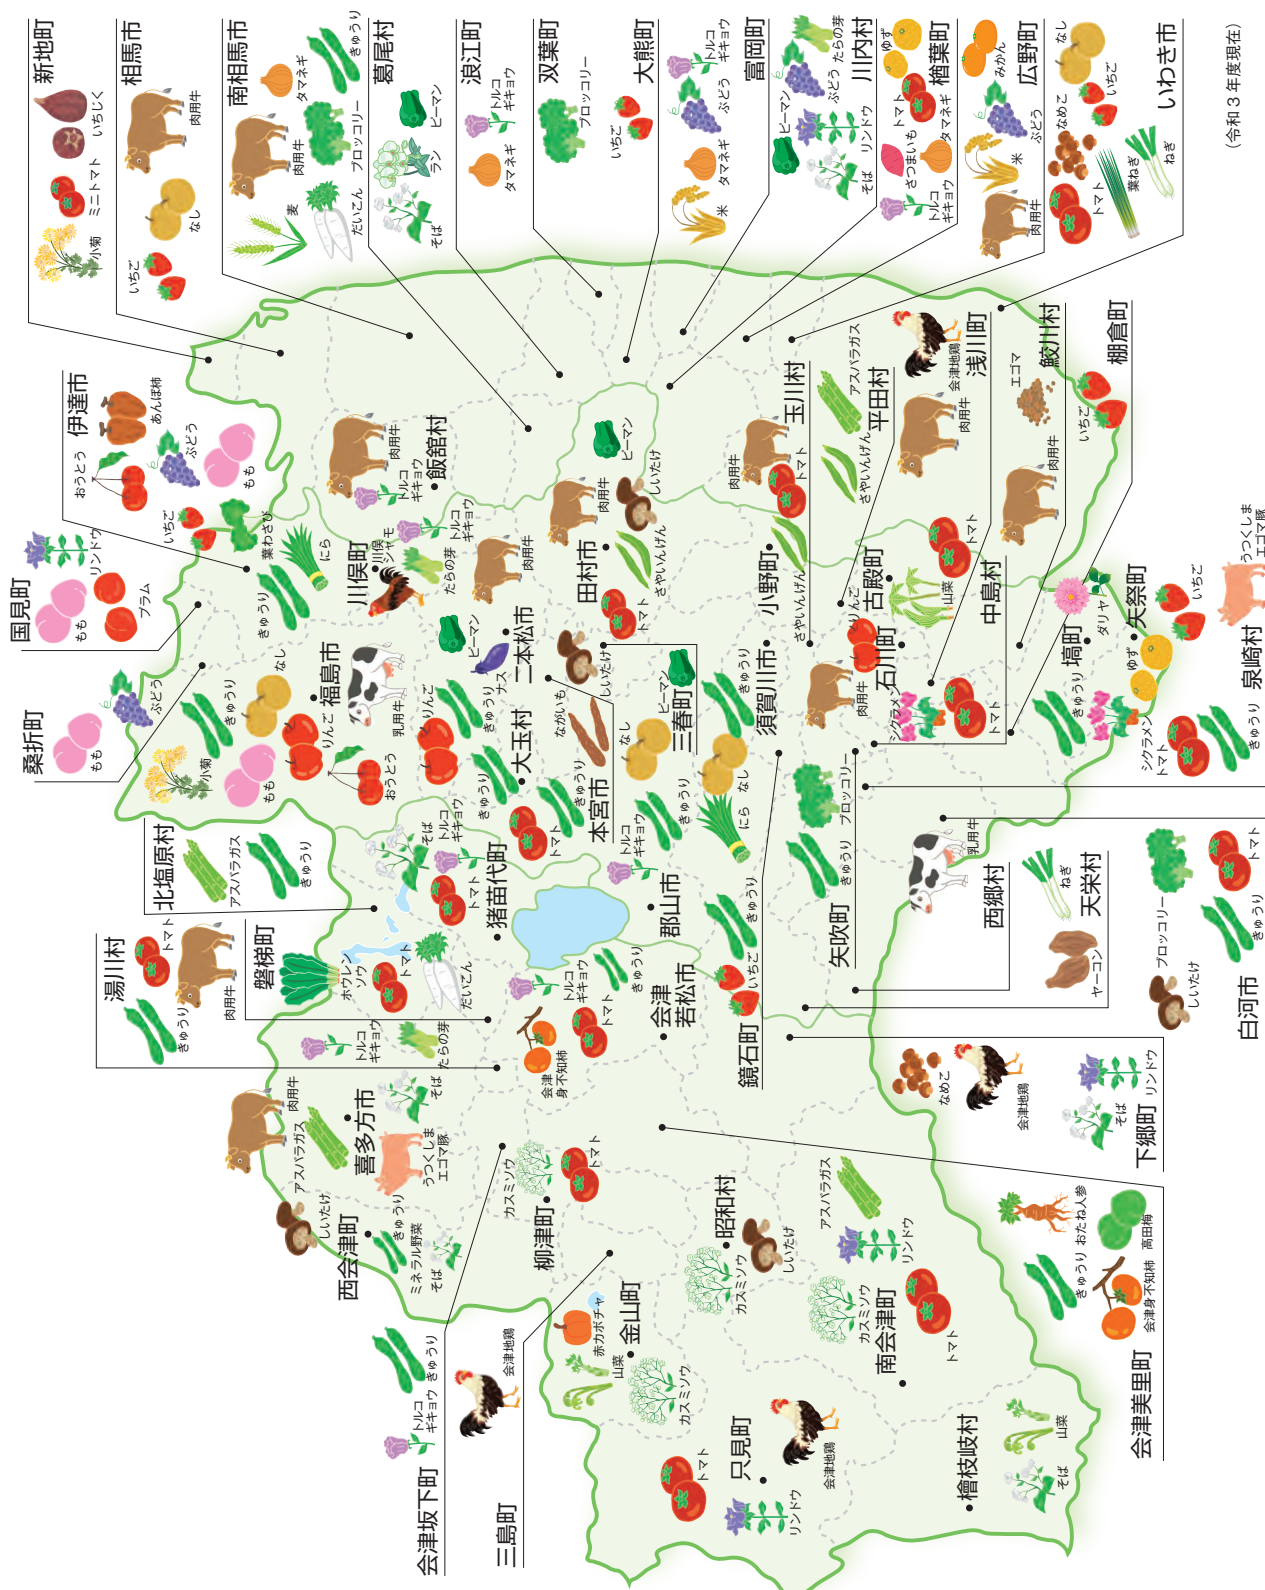 新地町
いちじく
ミニトマト
小菊
相馬市
肉用牛
なし
いちご
南相馬市
きゅうり
タマネギ
ブロッコリー
肉用牛
だいこん
麦
葛尾村
ピーマン
ラン
そば
浪江町
トルコ
ギキョウ
タマネギ
双葉町
ブロッコリー
大熊町
いちご
富岡町
トルコ
ギキョウ
ぶどう
タマネギ
米
川内村
たらの芽
ぶどう
ピーマン
リンドウ
そば
楢葉町
ゆず
トマト
タマネギ
さつまいも
トルコ
ギキョウ
広野町
みかん
ぶどう
米
肉用牛
いわき市
なし
いちご
なめこ
トマト
葉ねぎ
ねぎ
(令和3年度現在)
伊達市
あんぽ柿
おうとう
ぶどう
もも
いちご
葉わさび
にら
きゅうり
国見町
リンドウ
もも
プラム
桑折町
ぶどう
もも
福島市
なし
きゅうり
小菊
もも
りんご
おうとう
乳用牛
川俣町
川俣
シャモ
トルコ
ギキョウ
たらの芽
肉用牛
飯舘村
肉用牛
トルコ
ギキョウ
二本松市
ピーマン
ナス
きゅうり
りんご
大玉村
きゅうり
トマト
本宮市
きゅうり
ながいも
しいたけ
田村市
肉用牛
しいたけ
さやいんげん
トマト
ピーマン
三春町
ピーマン
なし
小野町
肉用牛
トマト
さやいんげん
須賀川市
きゅうり
なし
にら
郡山市
きゅうり
トルコ
ギキョウ
玉川村
さやいんげん
トマト
平田村
アスパラガス
さやいんげん
浅川町
会津地鶏
肉用牛
鮫川村
エゴマ
肉用牛
棚倉町
いちご
石川町
りんご
肉用牛
古殿町
山菜
トマト
中島村
シクラメン
トマト
塙町
ダリヤ
きゅうり
矢祭町
いちご
ゆず
シクラメン
泉崎村
うつくしま
エゴマ豚
トマト
きゅうり
矢吹町
ブロッコリー
きゅうり
鏡石町
きゅうり
いちご
西郷村
乳用牛
天栄村
ねぎ
ヤーコン
白河市
ブロッコリー
トマト
しいたけ
きゅうり
北塩原村
アスパラガス
きゅうり
猪苗代町
そば
トルコ
ギキョウ
トマト
磐梯町
ホウレン
ソウ
トマト
だいこん
湯川村
トマト
きゅうり
肉用牛
会津
若松市
トルコ
ギキョウ
きゅうり
トマト
会津
身不知柿
喜多方市
トルコ
ギキョウ
たらの芽
そば
肉用牛
アスパラガス
うつくしま
エゴマ豚
西会津町
しいたけ
きゅうり
ミネラル野菜
そば
会津坂下町
きゅうり
トルコ
ギキョウ
会津地鶏
柳津町
カスミソウ
トマト
三島町
金山町
赤カボチャ
山菜
カスミソウ
昭和村
カスミソウ
しいたけ
只見町
トマト
会津地鶏
リンドウ
南会津町
アスパラガス
リンドウ
カスミソウ
トマト
檜枝岐村
山菜
そば
会津美里町
おたね人参
高田梅
きゅうり
会津身不知柿
下郷町
なめこ
会津地鶏
リンドウ
そば